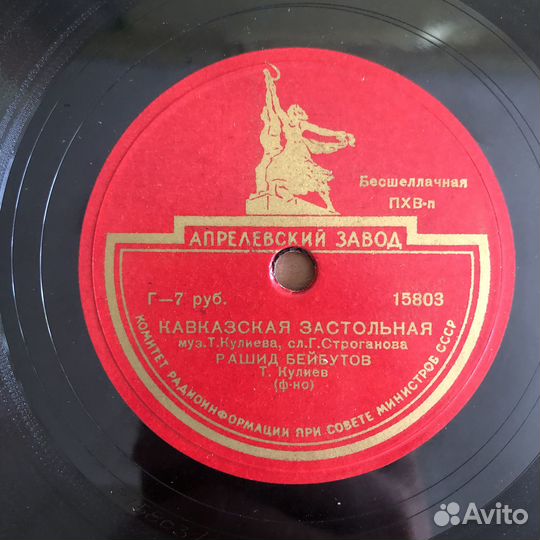 Бесшеллачная
ПХВ-п
АПРЕЛЕВСКИЙ ЗАВОД
Г—7 руб. 15803
КАВКАЗСКАЯ ЗАСТОЛЬНАЯ
муз.Т.Кулиева, сл.Г.Строганова
РАШИД БЕЙБУТОВ
Т. Кулиев
(ф-но)
КОМИТЕТ РАДИОИНФОРМАЦИИ ПРИ СОВЕТЕ МИНИСТРОВ СССР
Avito